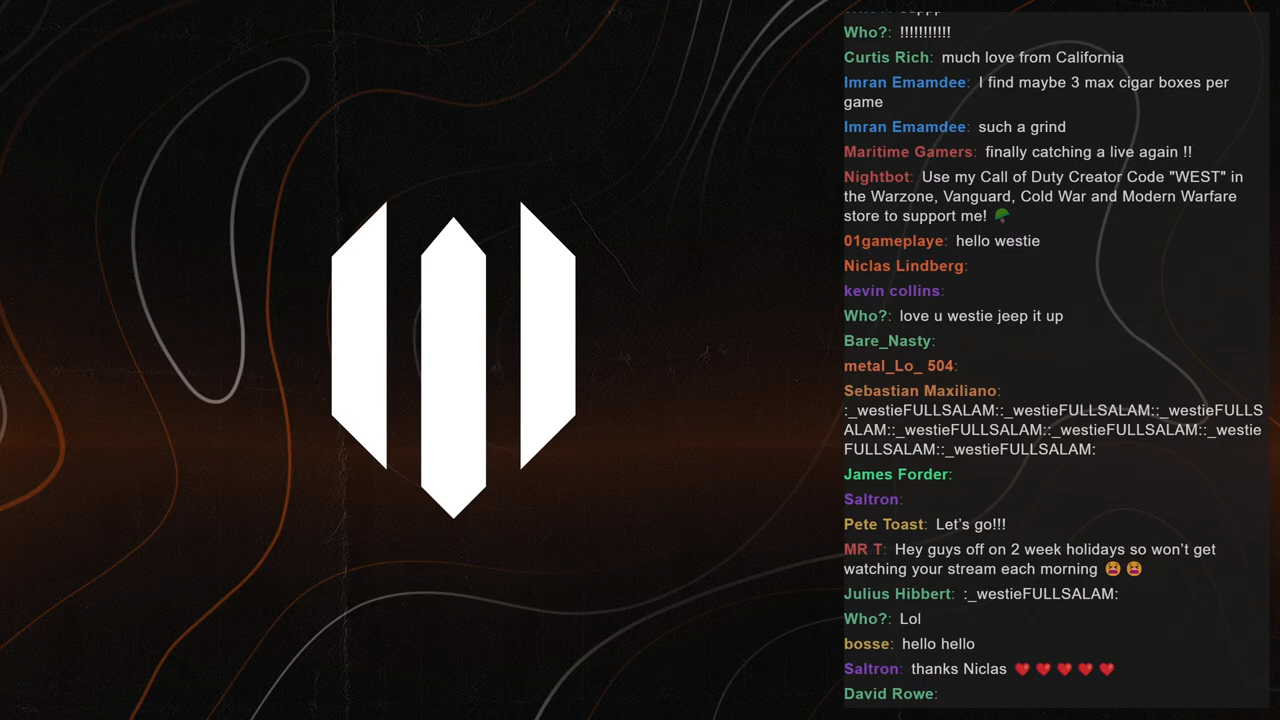 Who?: !!!!!!!!!!!
Curtis Rich: much love from California
Imran Emamdee: I find maybe 3 max cigar boxes per
game
Imran Emamdee: such a grind
Maritime Gamers: finally catching a live again !!
Nightbot: Use my Call of Duty Creator Code "WEST" in
the Warzone, Vanguard, Cold War and Modern Warfare
store to support me! 🪂
01gameplaye: hello westie
Niclas Lindberg:
kevin collins:
Who?: love u westie jeep it up
Bare_Nasty:
metal_Lo_ 504:
Sebastian Maxiliano:
:_westieFULLSALAM::_westieFULLSALAM::_westieFULLS
ALAM::_westieFULLSALAM::_westieFULLSALAM::_westie
FULLSALAM::_westieFULLSALAM:
James Forder:
Saltron:
Pete Toast: Let’s go!!!
MR T: Hey guys off on 2 week holidays so won’t get
watching your stream each morning 😫 😫
Julius Hibbert: :_westieFULLSALAM:
Who?: Lol
bosse: hello hello
Saltron: thanks Niclas ❤️ ❤️ ❤️ ❤️ ❤️
David Rowe: